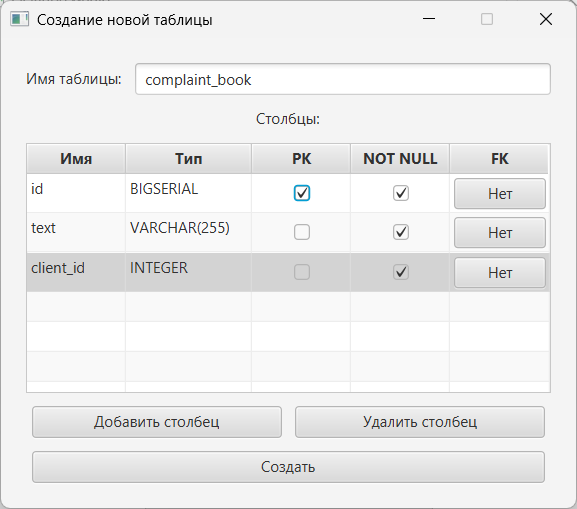 Создание новой таблицы
Имя таблицы: complaint_book
Столбцы:
Имя Тип PK NOT NULL FK
id BIGSERIAL Нет
text VARCHAR(255) Нет
client_id INTEGER Нет
Добавить столбец Удалить столбец
Создать